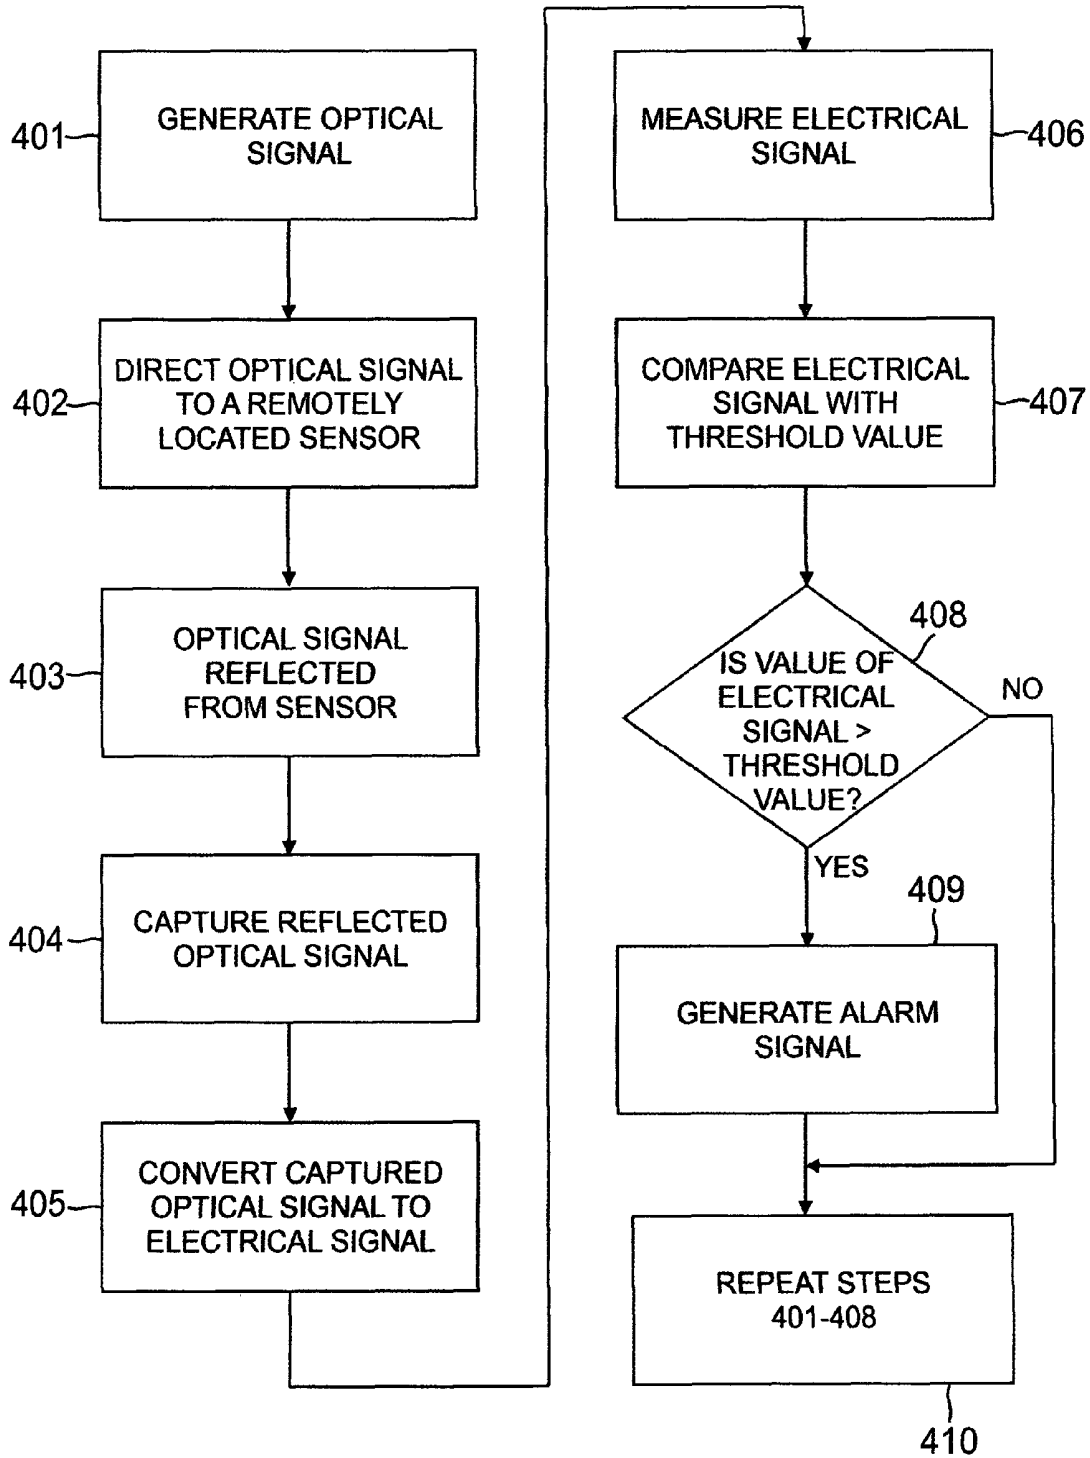 401
GENERATE OPTICAL
SIGNAL
402
DIRECT OPTICAL SIGNAL
TO A REMOTELY
LOCATED SENSOR
403
OPTICAL SIGNAL
REFLECTED
FROM SENSOR
404
CAPTURE REFLECTED
OPTICAL SIGNAL
405
CONVERT CAPTURED
OPTICAL SIGNAL TO
ELECTRICAL SIGNAL
MEASURE ELECTRICAL
SIGNAL
406
COMPARE ELECTRICAL
SIGNAL WITH
THRESHOLD VALUE
407
408
IS VALUE OF
ELECTRICAL
SIGNAL >
THRESHOLD
VALUE?
NO
YES
409
GENERATE ALARM
SIGNAL
REPEAT STEPS
401-408
410